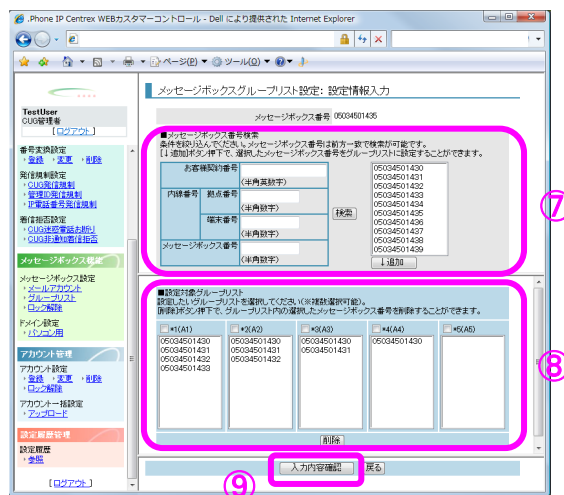 .Phone IP Centrex WEBカスタマーコントロール - Dell により提供された Internet Explorer
ページ(P) ツール(O)
TestUser
CUG管理者
[ログアウト]
番号変換設定
・登録 ・変更 ・削除
発信規制設定
・CUG発信規制
・管理ID発信規制
・IP電話番号発信規制
着信拒否設定
・CUG迷惑電話お断り
・CUG非通知着信拒否
メッセージボックス機能
メッセージボックス設定
・メールアカウント
・グループリスト
・ロック解除
ドメイン設定
・パソコン用
アカウント管理
アカウント設定
・登録 ・変更 ・削除
・ロック解除
アカウント一括設定
・アップロード
設定履歴管理
設定履歴
・参照
[ログアウト]
メッセージボックスグループリスト設定: 設定情報入力
メッセージボックス番号 05034501435
■メッセージボックス番号検索
条件を絞り込んでください。メッセージボックス番号は前方一致で検索が可能です。
[↓追加]ボタン押下で、選択したメッセージボックス番号をグループリストに設定することができます。
お客様契約番号
(半角英数字)
内線番号 拠点番号
(半角数字)
端末番号
(半角数字)
メッセージボックス番号
(半角数字)
検索
05034501430
05034501431
05034501432
05034501433
05034501434
05034501435
05034501436
05034501437
05034501438
05034501439
↓追加
⑦
■設定対象グループリスト
設定したいグループリストを選択してください(※複数選択可能)。
[削除]ボタン押下で、グループリスト内の選択したメッセージボックス番号を削除することができます。
*1(A1) *2(A2) *3(A3) *4(A4) *5(A5)
05034501430 05034501430 05034501430 05034501430
05034501431 05034501431 05034501431
05034501432 05034501432
05034501433
削除
⑧
⑨
入力内容確認 戻る